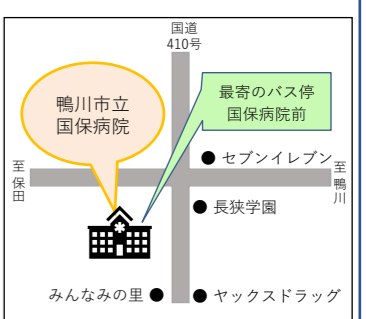 国道
410号
鴨川市立
国保病院
最寄のバス停
国保病院前
セブンイレブン
至保田
至鴨川
長狭学園
みんなみの里
ヤックスドラッグ